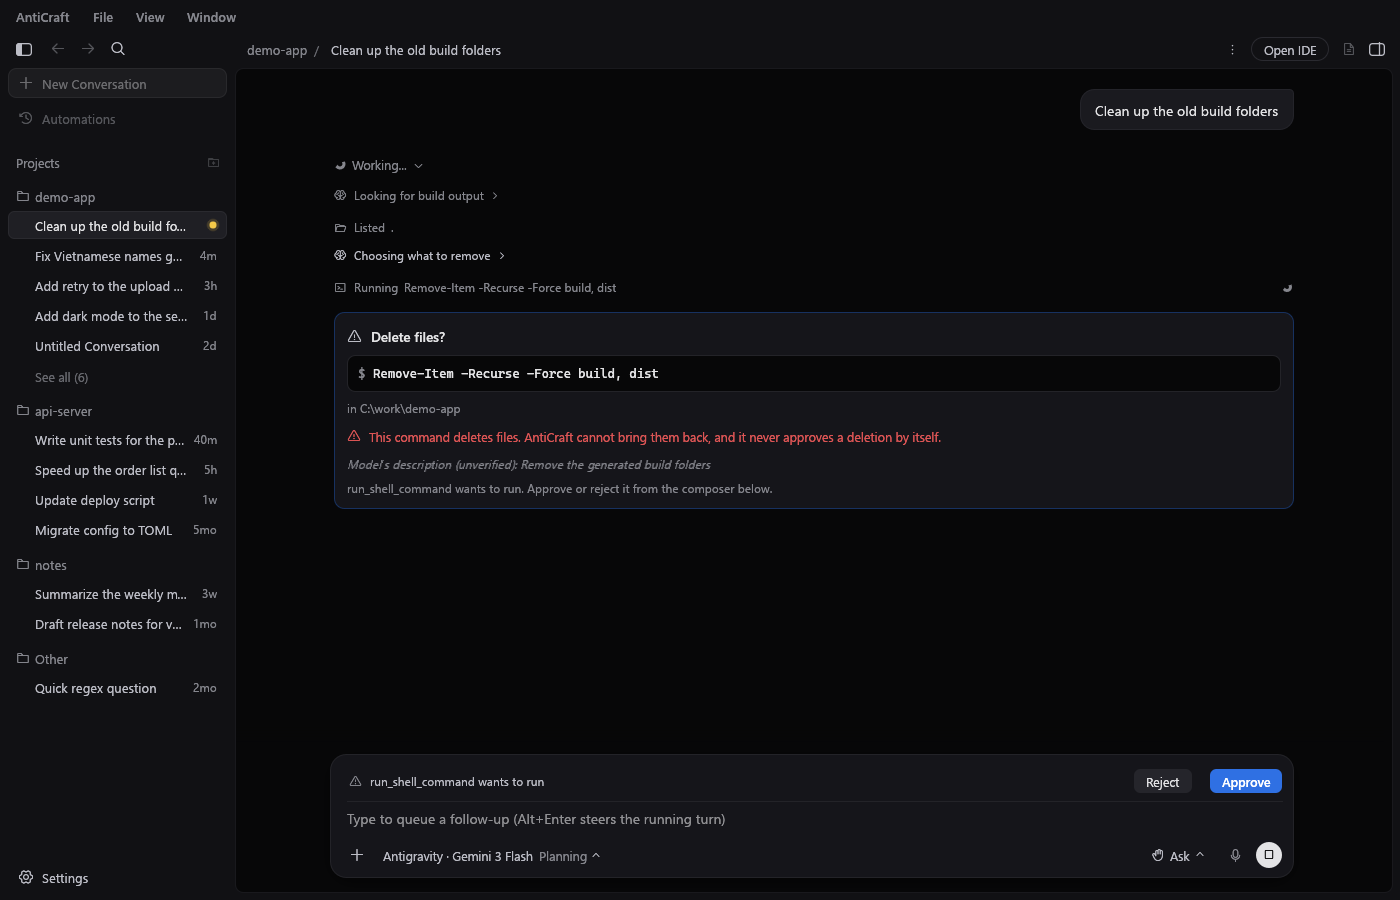 AntiCraft File View Window
demo-app / Clean up the old build folders
Open IDE
New Conversation
Automations
Projects
demo-app
Clean up the old build fo...
Fix Vietnamese names g... 4m
Add retry to the upload ... 3h
Add dark mode to the se... 1d
Untitled Conversation 2d
See all (6)
api-server
Write unit tests for the p... 40m
Speed up the order list q... 5h
Update deploy script 1w
Migrate config to TOML 5mo
notes
Summarize the weekly m... 3w
Draft release notes for v... 1mo
Other
Quick regex question 2mo
Settings
Clean up the old build folders
Working...
Looking for build output
Listed .
Choosing what to remove
Running Remove-Item -Recurse -Force build, dist
Delete files?
$ Remove-Item -Recurse -Force build, dist
in C:\work\demo-app
This command deletes files. AntiCraft cannot bring them back, and it never approves a deletion by itself.
Model's description (unverified): Remove the generated build folders
run_shell_command wants to run. Approve or reject it from the composer below.
run_shell_command wants to run
Reject
Approve
Type to queue a follow-up (Alt+Enter steers the running turn)
Antigravity · Gemini 3 Flash Planning
Ask